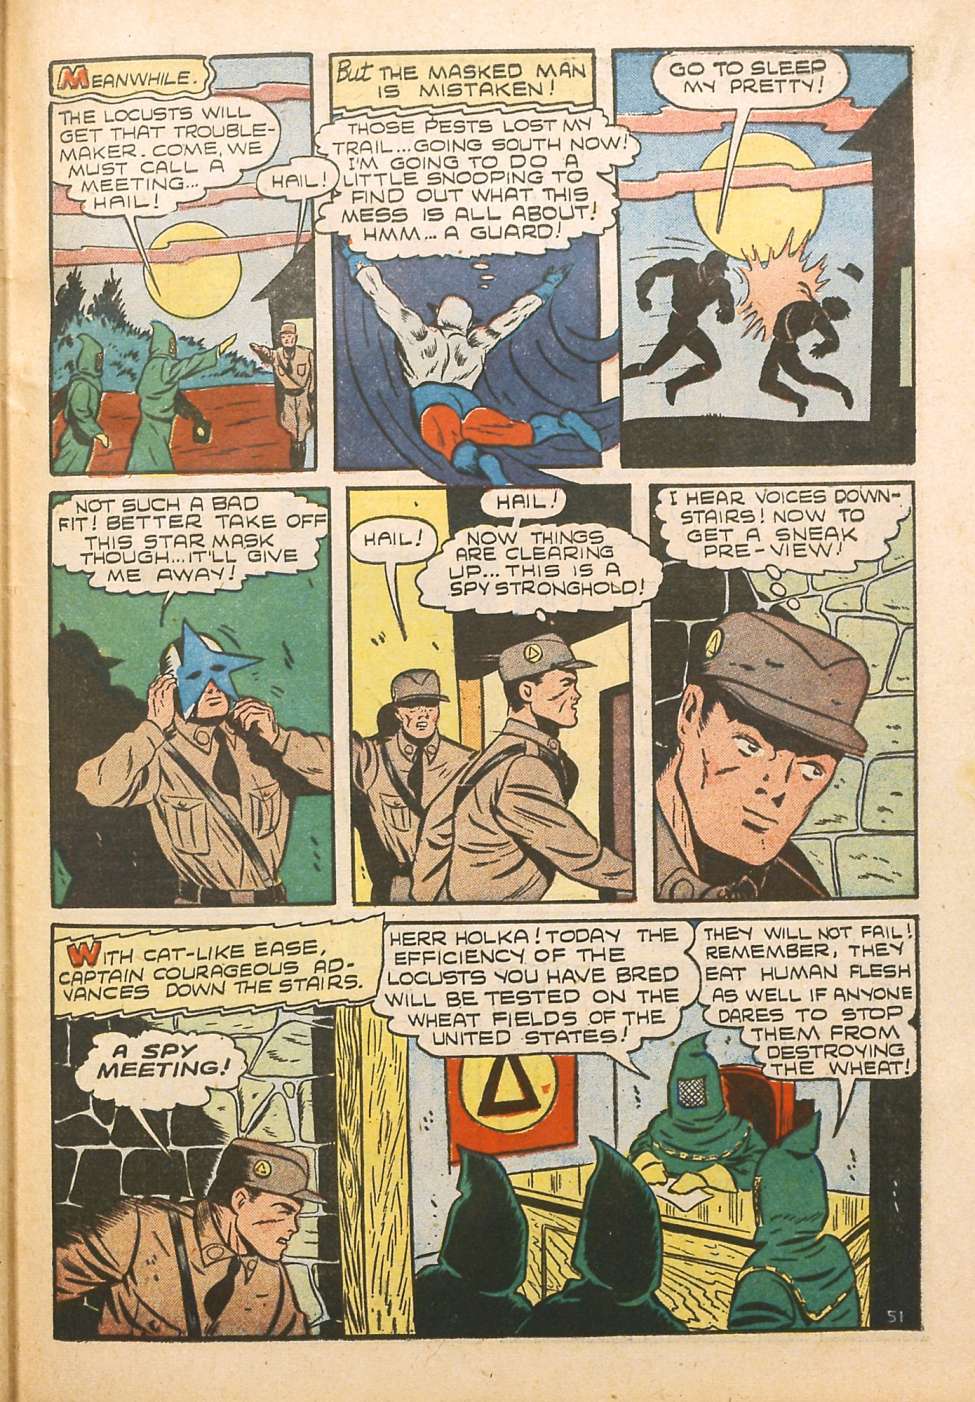 MEANWHILE.
THE LOCUSTS WILL
GET THAT TROUBLE-
MAKER. COME, WE
MUST CALL A
MEETING...
HAIL!
HAIL!
BUT THE MASKED MAN
IS MISTAKEN!
THOSE PESTS LOST MY
TRAIL...GOING SOUTH NOW!
I'M GOING TO DO A
LITTLE SNOOPING TO
FIND OUT WHAT THIS
MESS IS ALL ABOUT!
HMM... A GUARD!
GO TO SLEEP
MY PRETTY!
NOT SUCH A BAD
FIT! BETTER TAKE OFF
THIS STAR MASK
THOUGH...IT'LL GIVE
ME AWAY!
HAIL!
HAIL!
NOW THINGS
ARE CLEARING
UP...THIS IS A
SPY STRONGHOLD!
I HEAR VOICES DOWN-
STAIRS! NOW TO
GET A SNEAK
PRE-VIEW!
WITH CAT-LIKE EASE,
CAPTAIN COURAGEOUS AD-
VANCES DOWN THE STAIRS.
A SPY
MEETING!
HERR HOLKA! TODAY THE
EFFICIENCY OF THE
LOCUSTS YOU HAVE BRED
WILL BE TESTED ON THE
WHEAT FIELDS OF THE
UNITED STATES!
THEY WILL NOT FAIL!
REMEMBER, THEY
EAT HUMAN FLESH
AS WELL IF ANYONE
DARES TO STOP
THEM FROM
DESTROYING
THE WHEAT!
51